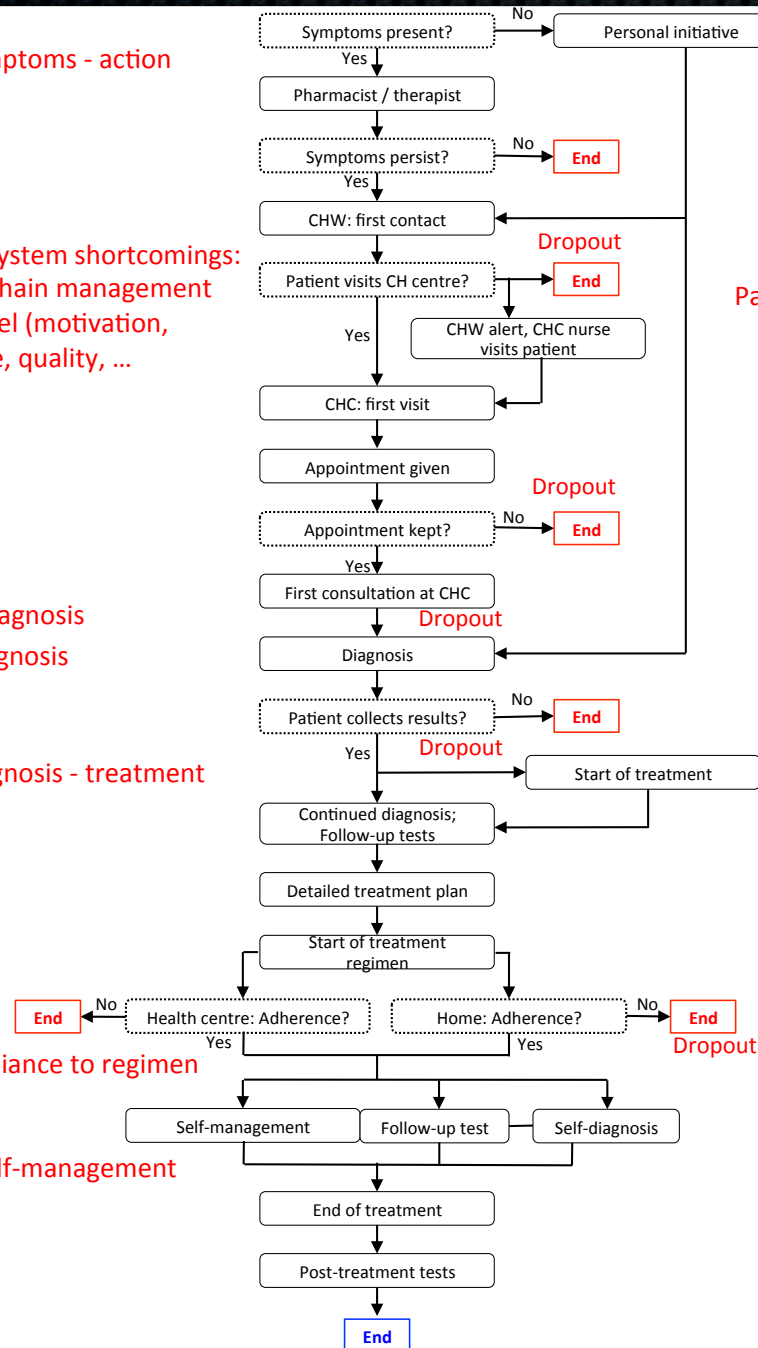 Symptoms present?
No
Personal initiative
ptoms - action
Yes
Pharmacist / therapist
Symptoms persist?
No
End
Yes
CHW: first contact
ystem shortcomings:
Dropout
Patient visits CH centre?
End
hain management
Pa
el (motivation,
Yes
CHW alert, CHC nurse
visits patient
e, quality, ...
CHC: first visit
Appointment given
Dropout
Appointment kept?
No
End
Yes
First consultation at CHC
agnosis
Dropout
gnosis
Diagnosis
Patient collects results?
No
End
Yes
Dropout
gnosis - treatment
Start of treatment
Continued diagnosis;
Follow-up tests
Detailed treatment plan
Start of treatment
regimen
End
No
Health centre: Adherence?
Home: Adherence?
No
End
Yes
Yes
Dropout
liance to regimen
Self-management
Follow-up test
Self-diagnosis
lf-management
End of treatment
Post-treatment tests
End